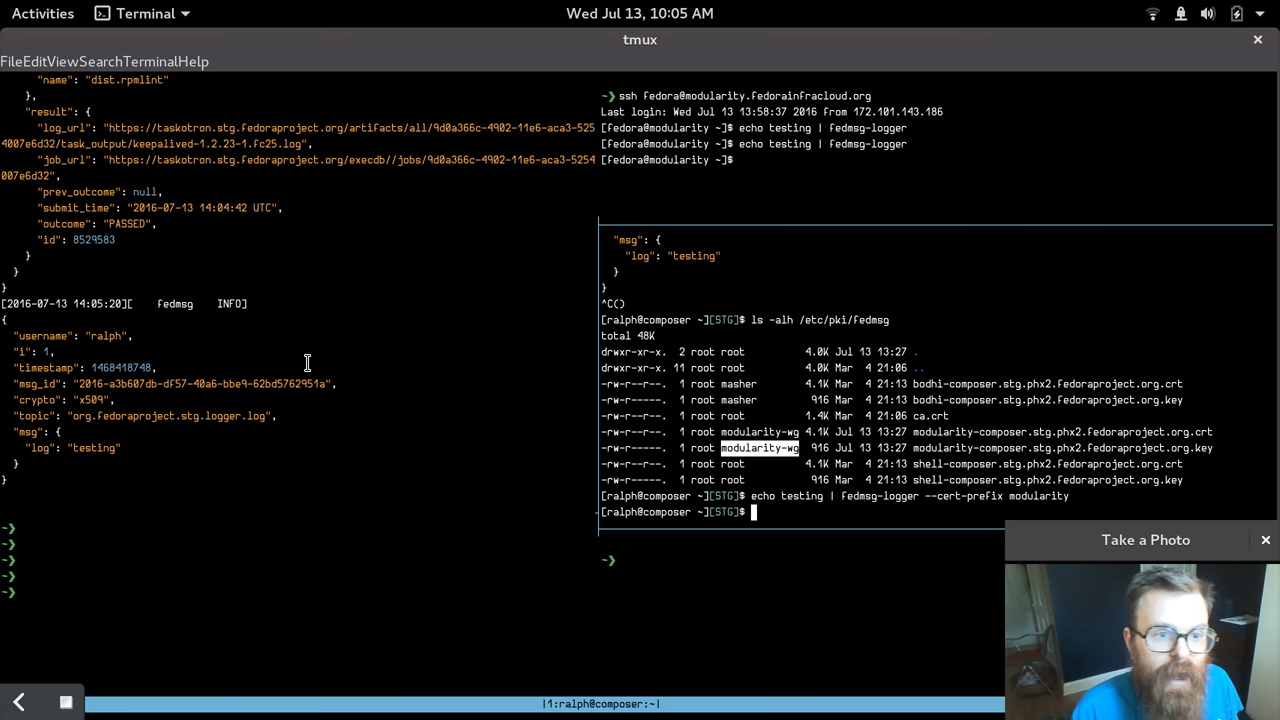 Activities Terminal Wed Jul 13, 10:05 AM
tmux
File Edit View Search Terminal Help
"name": "dist.rpmlint"
},
"result": {
"log_url": "https://taskotron.stg.fedoraproject.org/artifacts/all/9d0a366c-4902-11e6-aca3-525
4007e6d32/task_output/keepalived-1.2.23-1.fc25.log",
"job_url": "https://taskotron.stg.fedoraproject.org/execdb//jobs/9d0a366c-4902-11e6-aca3-5254
007e6d32",
"prev_outcome": null,
"submit_time": "2016-07-13 14:04:42 UTC",
"outcome": "PASSED",
"id": 8529583
}
}
}
[2016-07-13 14:05:20][ fedmsg INFO]
{
"username": "ralph",
"i": 1,
"timestamp": 1468418748,
"msg_id": "2016-a3b607db-df57-40a6-bbe9-62bd5762951a",
"crypto": "x509",
"topic": "org.fedoraproject.stg.logger.log",
"msg": {
"log": "testing"
}
}
~❯
~❯
~❯
~❯
~❯
~❯ ssh fedora@modularity.fedorainfracloud.org
Last login: Wed Jul 13 13:58:37 2016 from 172.101.143.186
[fedora@modularity ~]$ echo testing | fedmsg-logger
[fedora@modularity ~]$ echo testing | fedmsg-logger
[fedora@modularity ~]$
"msg": {
"log": "testing"
}
}
^C()
[ralph@composer ~][STG]$ ls -alh /etc/pki/fedmsg
total 48K
drwxr-xr-x. 2 root root 4.0K Jul 13 13:27 .
drwxr-xr-x. 11 root root 4.0K Mar 4 21:06 ..
-rw-r--r--. 1 root masher 4.1K Mar 4 21:13 bodhi-composer.stg.phx2.fedoraproject.org.crt
-rw-r-----. 1 root masher 916 Mar 4 21:13 bodhi-composer.stg.phx2.fedoraproject.org.key
-rw-r--r--. 1 root root 1.4K Mar 4 21:06 ca.crt
-rw-r--r--. 1 root modularity-wg 4.1K Jul 13 13:27 modularity-composer.stg.phx2.fedoraproject.org.crt
-rw-r-----. 1 root modularity-wg 916 Jul 13 13:27 modularity-composer.stg.phx2.fedoraproject.org.key
-rw-r--r--. 1 root root 4.1K Mar 4 21:13 shell-composer.stg.phx2.fedoraproject.org.crt
-rw-r-----. 1 root root 916 Mar 4 21:13 shell-composer.stg.phx2.fedoraproject.org.key
[ralph@composer ~][STG]$ echo testing | fedmsg-logger --cert-prefix modularity
[ralph@composer ~][STG]$
~❯
Take a Photo
|1:ralph@composer:~|